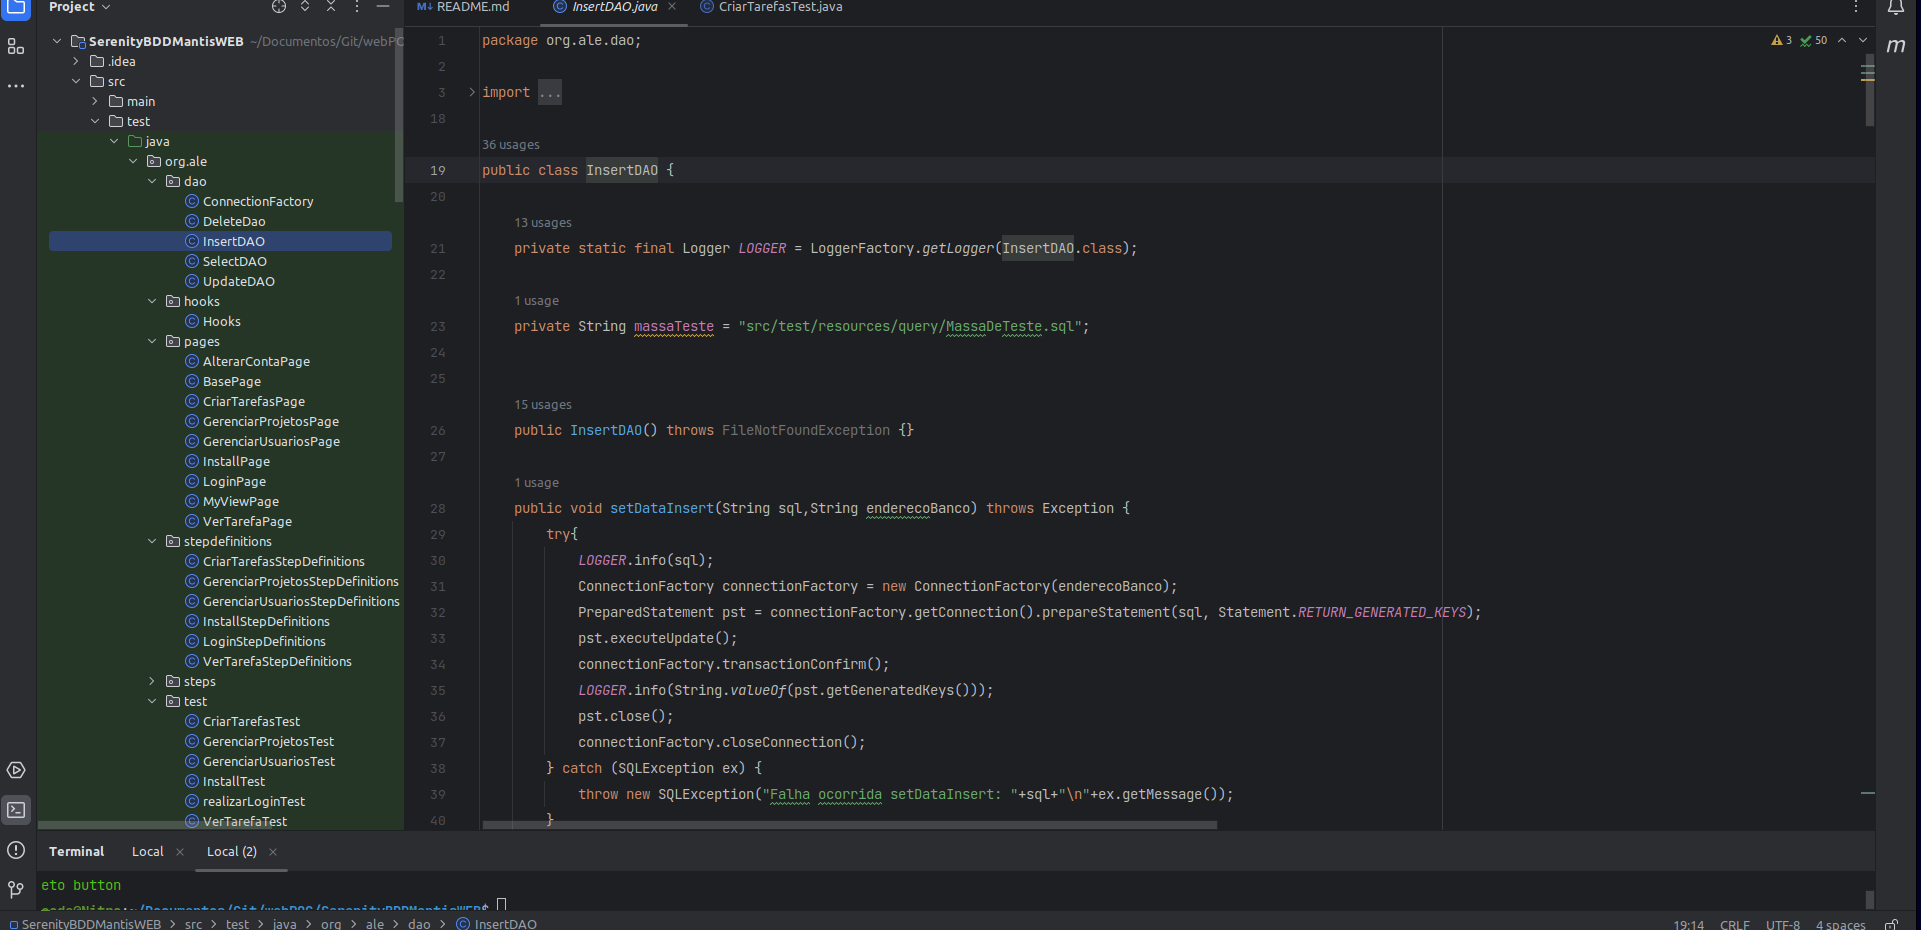 Project
README.md
InsertDAO.java
CriarTarefasTest.java
SerenityBDDMantisWEB ~/Documentos/Git/webPO
.idea
src
main
test
java
org.ale
dao
ConnectionFactory
DeleteDao
InsertDAO
SelectDAO
UpdateDAO
hooks
Hooks
pages
AlterarContaPage
BasePage
CriarTarefasPage
GerenciarProjetosPage
GerenciarUsuariosPage
InstallPage
LoginPage
MyViewPage
VerTarefaPage
stepdefinitions
CriarTarefasStepDefinitions
GerenciarProjetosStepDefinitions
GerenciarUsuariosStepDefinitions
InstallStepDefinitions
LoginStepDefinitions
VerTarefaStepDefinitions
steps
test
CriarTarefasTest
GerenciarProjetosTest
GerenciarUsuariosTest
InstallTest
realizarLoginTest
VerTarefaTest
3 50
m
1 package org.ale.dao;
2
3 import ...
18
36 usages
19 public class InsertDAO {
20
13 usages
21 private static final Logger LOGGER = LoggerFactory.getLogger(InsertDAO.class);
22
1 usage
23 private String massaTeste = "src/test/resources/query/MassaDeTeste.sql";
24
25
15 usages
26 public InsertDAO() throws FileNotFoundException {}
27
1 usage
28 public void setDataInsert(String sql,String enderecoBanco) throws Exception {
29 try{
30 LOGGER.info(sql);
31 ConnectionFactory connectionFactory = new ConnectionFactory(enderecoBanco);
32 PreparedStatement pst = connectionFactory.getConnection().prepareStatement(sql, Statement.RETURN_GENERATED_KEYS);
33 pst.executeUpdate();
34 connectionFactory.transactionConfirm();
35 LOGGER.info(String.valueOf(pst.getGeneratedKeys()));
36 pst.close();
37 connectionFactory.closeConnection();
38 } catch (SQLException ex) {
39 throw new SQLException("Falha ocorrida setDataInsert: "+sql+"\n"+ex.getMessage());
40 }
Terminal Local Local (2)
eto button
:~/Documentos/Git/webPOS/SerenityBDDMantisWEB$
SerenityBDDMantisWEB > src > test > java > org > ale > dao > InsertDAO
19:14 CRLF UTF-8 4 spaces